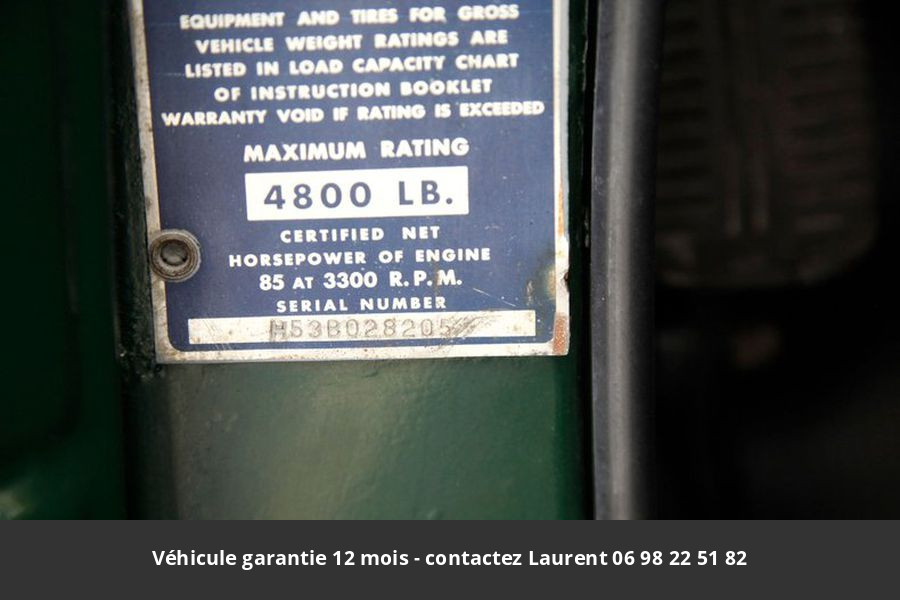 EQUIPMENT AND TIRES FOR GROSS
VEHICLE WEIGHT RATINGS ARE
LISTED IN LOAD CAPACITY CHART
OF INSTRUCTION BOOKLET
WARRANTY VOID IF RATING IS EXCEEDED
MAXIMUM RATING
4800 LB.
CERTIFIED NET
HORSEPOWER OF ENGINE
85 AT 3300 R.P.M.
SERIAL NUMBER
H53B028205
Véhicule garantie 12 mois - contactez Laurent 06 98 22 51 82